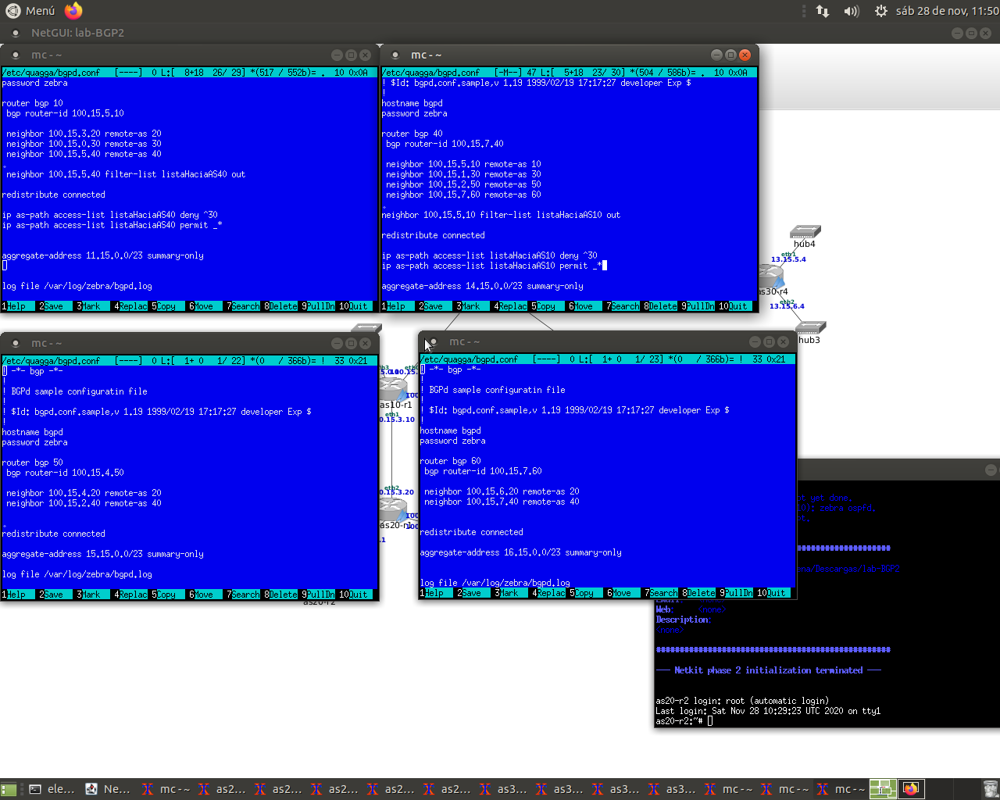 Menú
sáb 28 de nov, 11:50
NetGUI: lab-BGP2
mc - ~
/etc/quagga/bgpd.conf   [----]  0 L:[  8+18  26/ 29] *(517 / 552b)= .  10 0x0A
password zebra
router bgp 10
bgp router-id 100.15.5.10
neighbor 100.15.3.20 remote-as 20
neighbor 100.15.0.30 remote-as 30
neighbor 100.15.5.40 remote-as 40
neighbor 100.15.5.40 filter-list listaHaciaAS40 out
redistribute connected
ip as-path access-list listaHaciaAS40 deny ^30
ip as-path access-list listaHaciaAS40 permit _*
aggregate-address 11.15.0.0/23 summary-only
log file /var/log/zebra/bgpd.log
1Help 2Save 3Mark 4Replac 5Copy 6Move 7Search 8Delete 9PullDn 10Quit
mc - ~
/etc/quagga/bgpd.conf   [-M--] 47 L:[  5+18  23/ 30] *(504 / 586b)= .  10 0x0A
! $Id: bgpd.conf.sample,v 1.19 1999/02/19 17:17:27 developer Exp $
!
hostname bgpd
password zebra
router bgp 40
bgp router-id 100.15.7.40
neighbor 100.15.5.10 remote-as 10
neighbor 100.15.1.30 remote-as 30
neighbor 100.15.2.50 remote-as 50
neighbor 100.15.7.60 remote-as 60
neighbor 100.15.5.10 filter-list listaHaciaAS10 out
redistribute connected
ip as-path access-list listaHaciaAS10 deny ^30
ip as-path access-list listaHaciaAS10 permit _*
aggregate-address 14.15.0.0/23 summary-only
1Help 2Save 3Mark 4Replac 5Copy 6Move 7Search 8Delete 9PullDn 10Quit
hub4
eth1
13.15.5.4
as30-r4
eth2
13.15.6.4
hub3
mc - ~
/etc/quagga/bgpd.conf   [----]  0 L:[  1+ 0   1/ 22] *(0   / 366b)= !  33 0x21
! -*- bgp -*-
!
! BGPd sample configuratin file
!
! $Id: bgpd.conf.sample,v 1.19 1999/02/19 17:17:27 developer Exp $
!
hostname bgpd
password zebra
router bgp 50
bgp router-id 100.15.4.50
neighbor 100.15.4.20 remote-as 20
neighbor 100.15.2.40 remote-as 40
redistribute connected
aggregate-address 15.15.0.0/23 summary-only
log file /var/log/zebra/bgpd.log
1Help 2Save 3Mark 4Replac 5Copy 6Move 7Search 8Delete 9PullDn 10Quit
as10-r1
eth1
0.15.3.10
eth2
0.15.3.20
as20-r1
as20-r2
mc - ~
/etc/quagga/bgpd.conf   [----]  0 L:[  1+ 0   1/ 23] *(0   / 366b)= !  33 0x21
! -*- bgp -*-
!
! BGPd sample configuratin file
!
! $Id: bgpd.conf.sample,v 1.19 1999/02/19 17:17:27 developer Exp $
!
hostname bgpd
password zebra
router bgp 60
bgp router-id 100.15.7.60
neighbor 100.15.6.20 remote-as 20
neighbor 100.15.7.40 remote-as 40
redistribute connected
aggregate-address 16.15.0.0/23 summary-only
log file /var/log/zebra/bgpd.log
1Help 2Save 3Mark 4Replac 5Copy 6Move 7Search 8Delete 9PullDn 10Quit
ot yet done.
10): zebra ospfd.
ot.
ana/Descargas/lab-BGP2
Web: <none>
Description:
<none>
--- Netkit phase 2 initialization terminated ---
as20-r2 login: root (automatic login)
Last login: Sat Nov 28 10:29:23 UTC 2020 on tty1
as20-r2:~#
ele...
Ne...
mc - ~
as2...
as2...
as2...
as2...
as2...
as3...
as3...
as3...
as3...
mc - ~
mc - ~
mc - ~